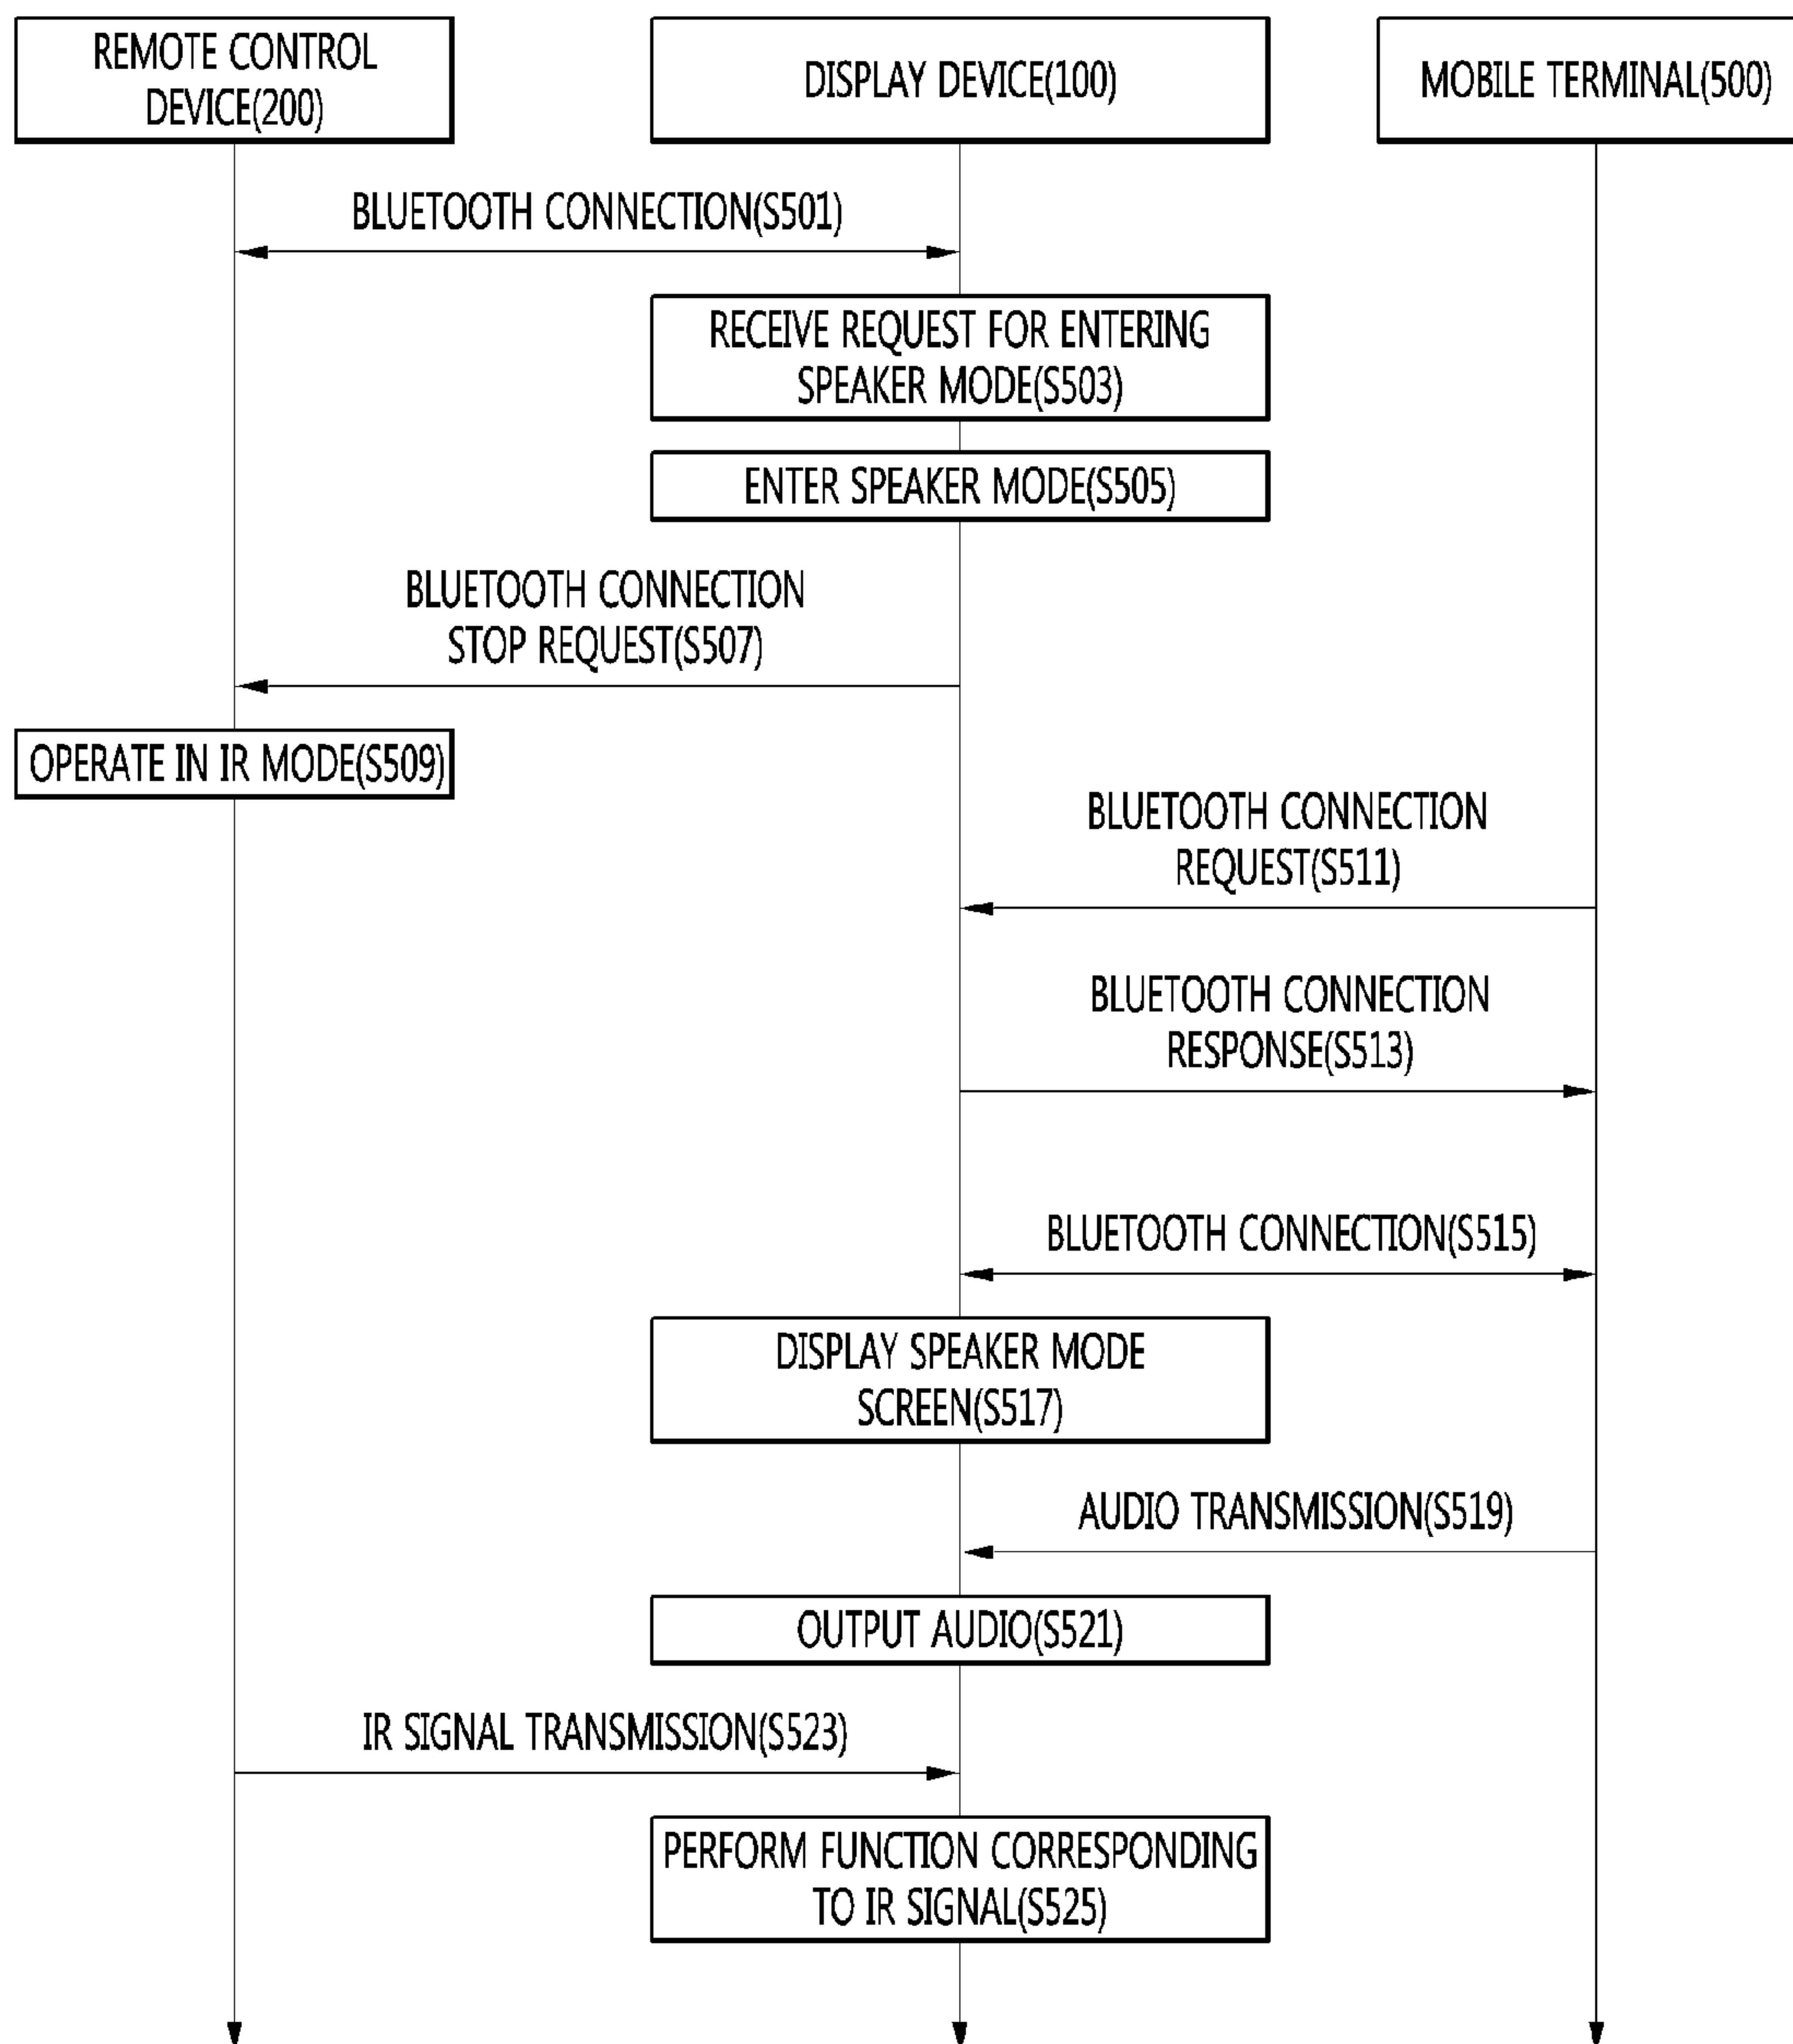 REMOTE CONTROL
DEVICE(200)
DISPLAY DEVICE(100)
MOBILE TERMINAL(500)
BLUETOOTH CONNECTION(S501)
RECEIVE REQUEST FOR ENTERING
SPEAKER MODE(S503)
ENTER SPEAKER MODE(S505)
BLUETOOTH CONNECTION
STOP REQUEST(S507)
OPERATE IN IR MODE(S509)
BLUETOOTH CONNECTION
REQUEST(S511)
BLUETOOTH CONNECTION
RESPONSE(S513)
BLUETOOTH CONNECTION(S515)
DISPLAY SPEAKER MODE
SCREEN(S517)
AUDIO TRANSMISSION(S519)
OUTPUT AUDIO(S521)
IR SIGNAL TRANSMISSION(S523)
PERFORM FUNCTION CORRESPONDING
TO IR SIGNAL(S525)